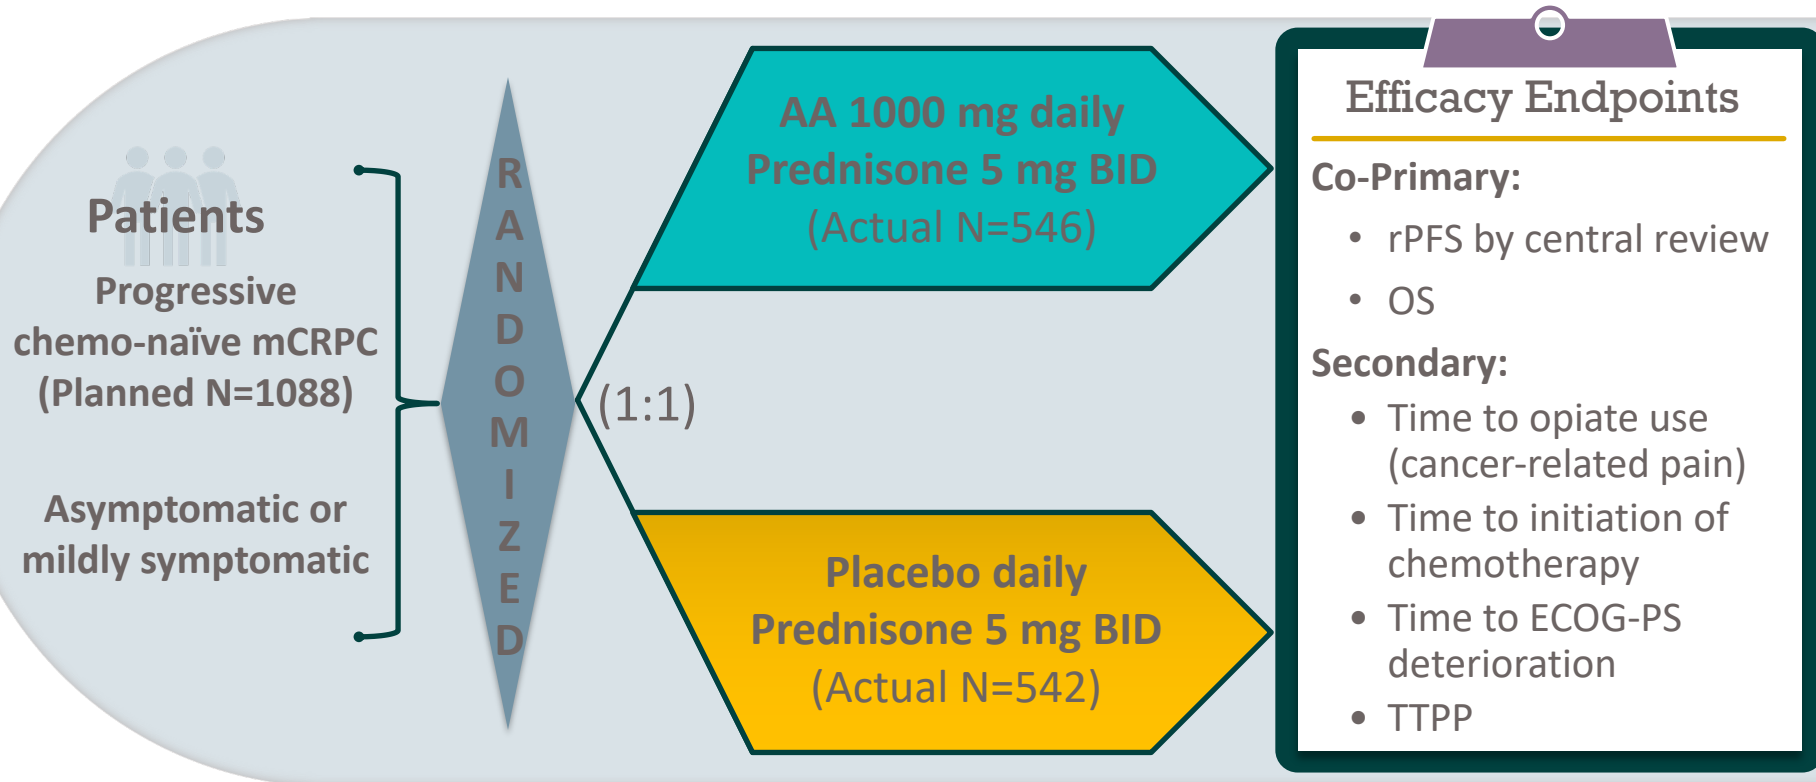 Patients
Progressive
chemo-naïve mCRPC
(Planned N=1088)
Asymptomatic or
mildly symptomatic
RANDOMIZED
(1:1)
AA 1000 mg daily
Prednisone 5 mg BID
(Actual N=546)
Placebo daily
Prednisone 5 mg BID
(Actual N=542)
Efficacy Endpoints
Co-Primary:
• rPFS by central review
• OS
Secondary:
• Time to opiate use
(cancer-related pain)
• Time to initiation of
chemotherapy
• Time to ECOG-PS
deterioration
• TTPP